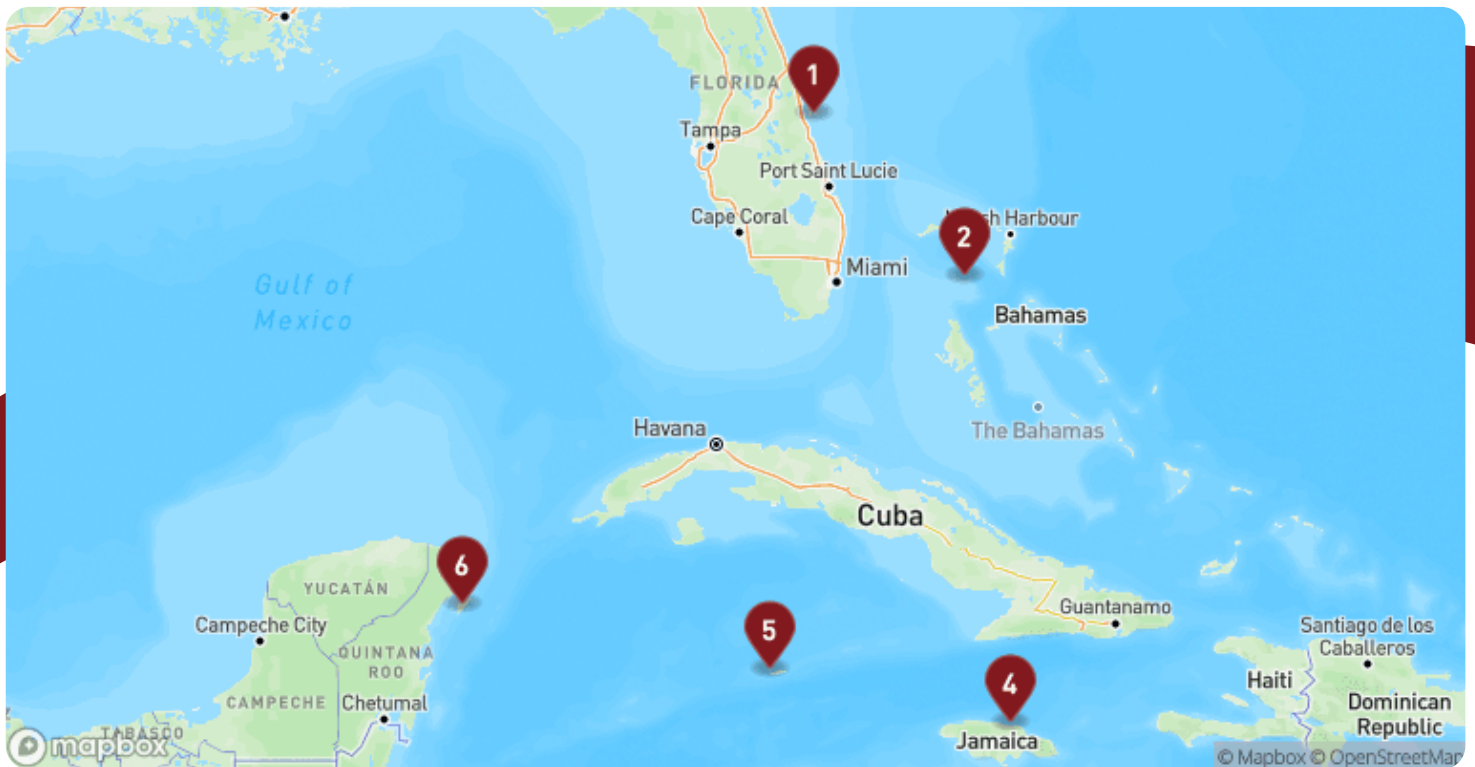 1
FLORIDA
Tampa
Port Saint Lucie
Cape Coral
sh Harbour
2
Miami
Gulf of
Mexico
Bahamas
Havana
The Bahamas
Cuba
6
YUCATÁN
Campeche City
Guantanamo
5
Santiago de los
Caballeros
QUINTANA
ROO
4
Haiti
CAMPECHE
Chetumal
Dominican
Republic
TABASCO
Jamaica
mapbox
© Mapbox © OpenStreetMap